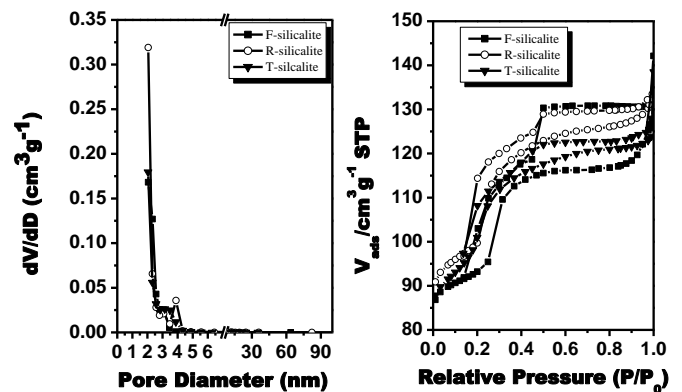 dV/dD (cm3g-1)
0.35
0.30
0.25
0.20
0.15
0.10
0.05
0.00
F-silicalite
R-silicalite
T-silcalite
0 1 2 3 4 5 6 30 60 90
Pore Diameter (nm)
Vads/cm3g-1 STP
150
140
130
120
110
100
90
80
F-silicalite
R-silicalite
T-silicalite
0.0 0.2 0.4 0.6 0.8 1.0
Relative Pressure (P/P0)